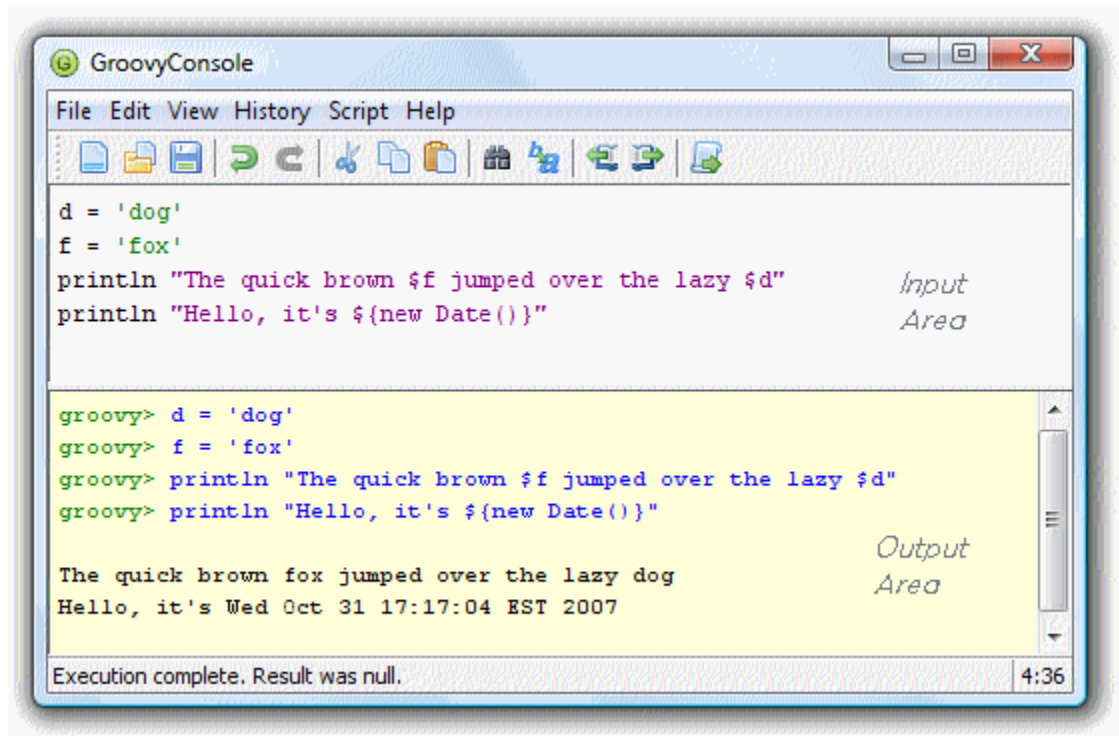 GroovyConsole
File Edit View History Script Help
d = 'dog'
f = 'fox'
println "The quick brown $f jumped over the lazy $d"
println "Hello, it's ${new Date()}"
Input
Area
groovy> d = 'dog'
groovy> f = 'fox'
groovy> println "The quick brown $f jumped over the lazy $d"
groovy> println "Hello, it's ${new Date()}"
Output
Area
The quick brown fox jumped over the lazy dog
Hello, it's Wed Oct 31 17:17:04 EST 2007
Execution complete. Result was null.
4:36